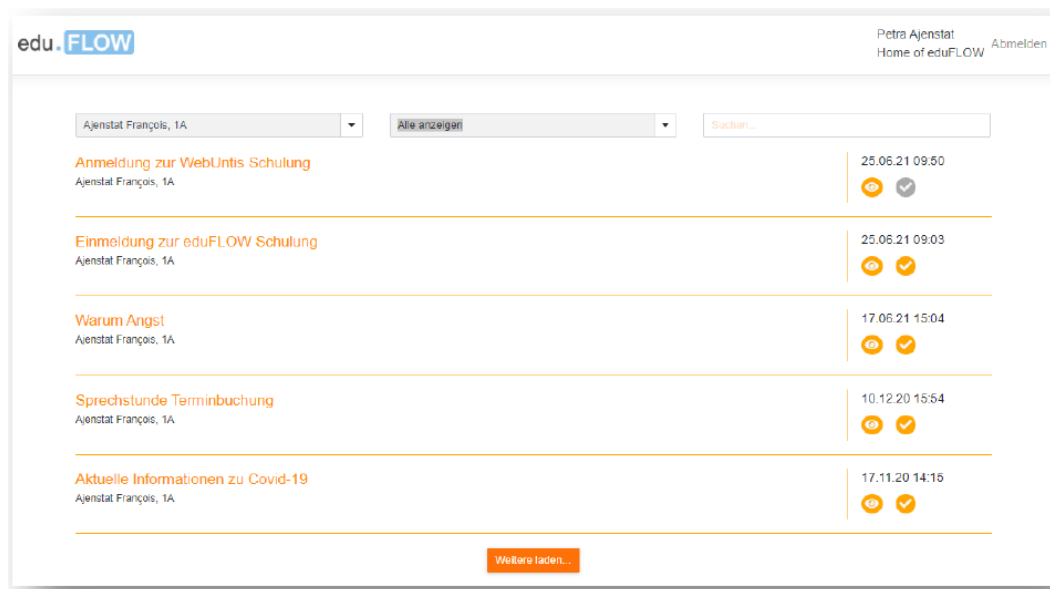 edu.FLOW
Petra Ajenstat
Home of eduFLOW
Abmelden
Ajenstat François, 1A
Alle anzeigen
Suchen...
Anmeldung zur WebUntis Schulung
Ajenstat François, 1A
25.06.21 09:50
Einmeldung zur eduFLOW Schulung
Ajenstat François, 1A
25.06.21 09:03
Warum Angst
Ajenstat François, 1A
17.06.21 15:04
Sprechstunde Terminbuchung
Ajenstat François, 1A
10.12.20 15:54
Aktuelle Informationen zu Covid-19
Ajenstat François, 1A
17.11.20 14:15
Weitere laden...